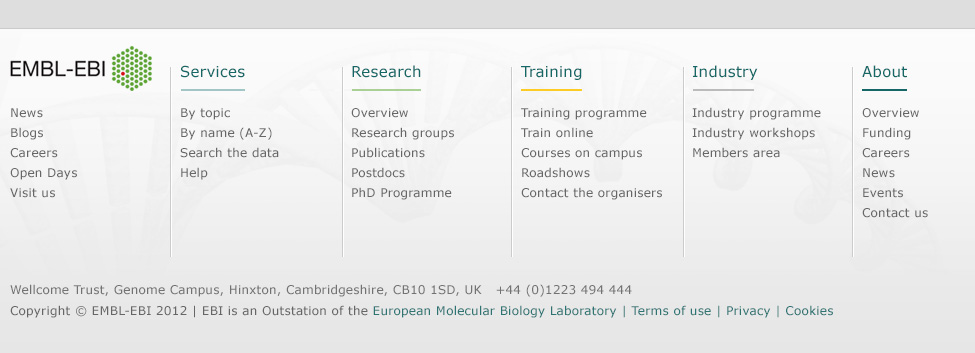 EMBL-EBI
News
Blogs
Careers
Open Days
Visit us
Services
By topic
By name (A-Z)
Search the data
Help
Research
Overview
Research groups
Publications
Postdocs
PhD Programme
Training
Training programme
Train online
Courses on campus
Roadshows
Contact the organisers
Industry
Industry programme
Industry workshops
Members area
About
Overview
Funding
Careers
News
Events
Contact us
Wellcome Trust, Genome Campus, Hinxton, Cambridgeshire, CB10 1SD, UK +44 (0)1223 494 444
Copyright © EMBL-EBI 2012 | EBI is an Outstation of the European Molecular Biology Laboratory | Terms of use | Privacy | Cookies